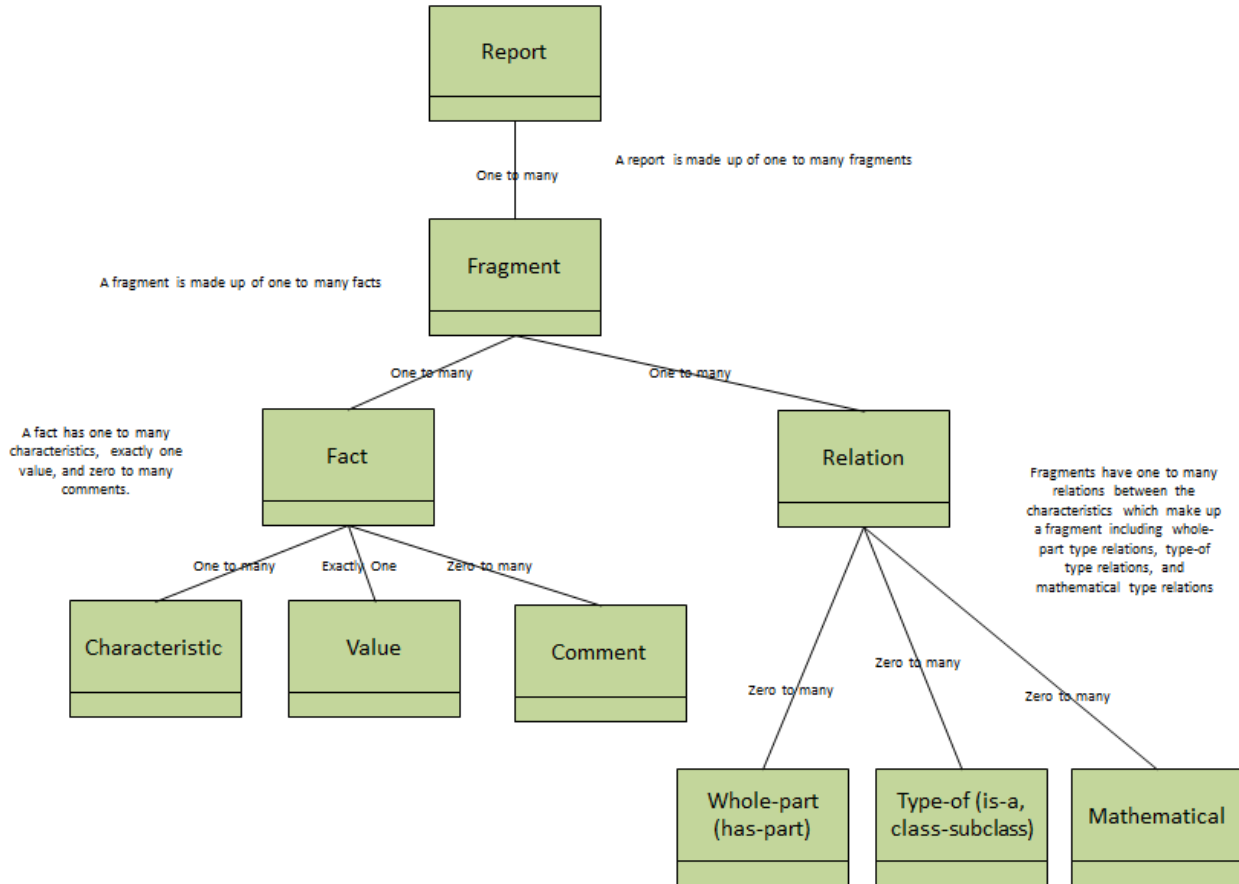 Report
One to many
A report is made up of one to many fragments
Fragment
A fragment is made up of one to many facts
One to many
One to many
A fact has one to many
characteristics, exactly one
value, and zero to many
comments.
Fact
Relation
Fragments have one to many
relations between the
characteristics which make up
a fragment including whole-
part type relations, type-of
type relations, and
mathematical type relations
One to many
Exactly One
Zero to many
Characteristic
Value
Comment
Zero to many
Zero to many
Zero to many
Whole-part
(has-part)
Type-of (is-a,
class-subclass)
Mathematical